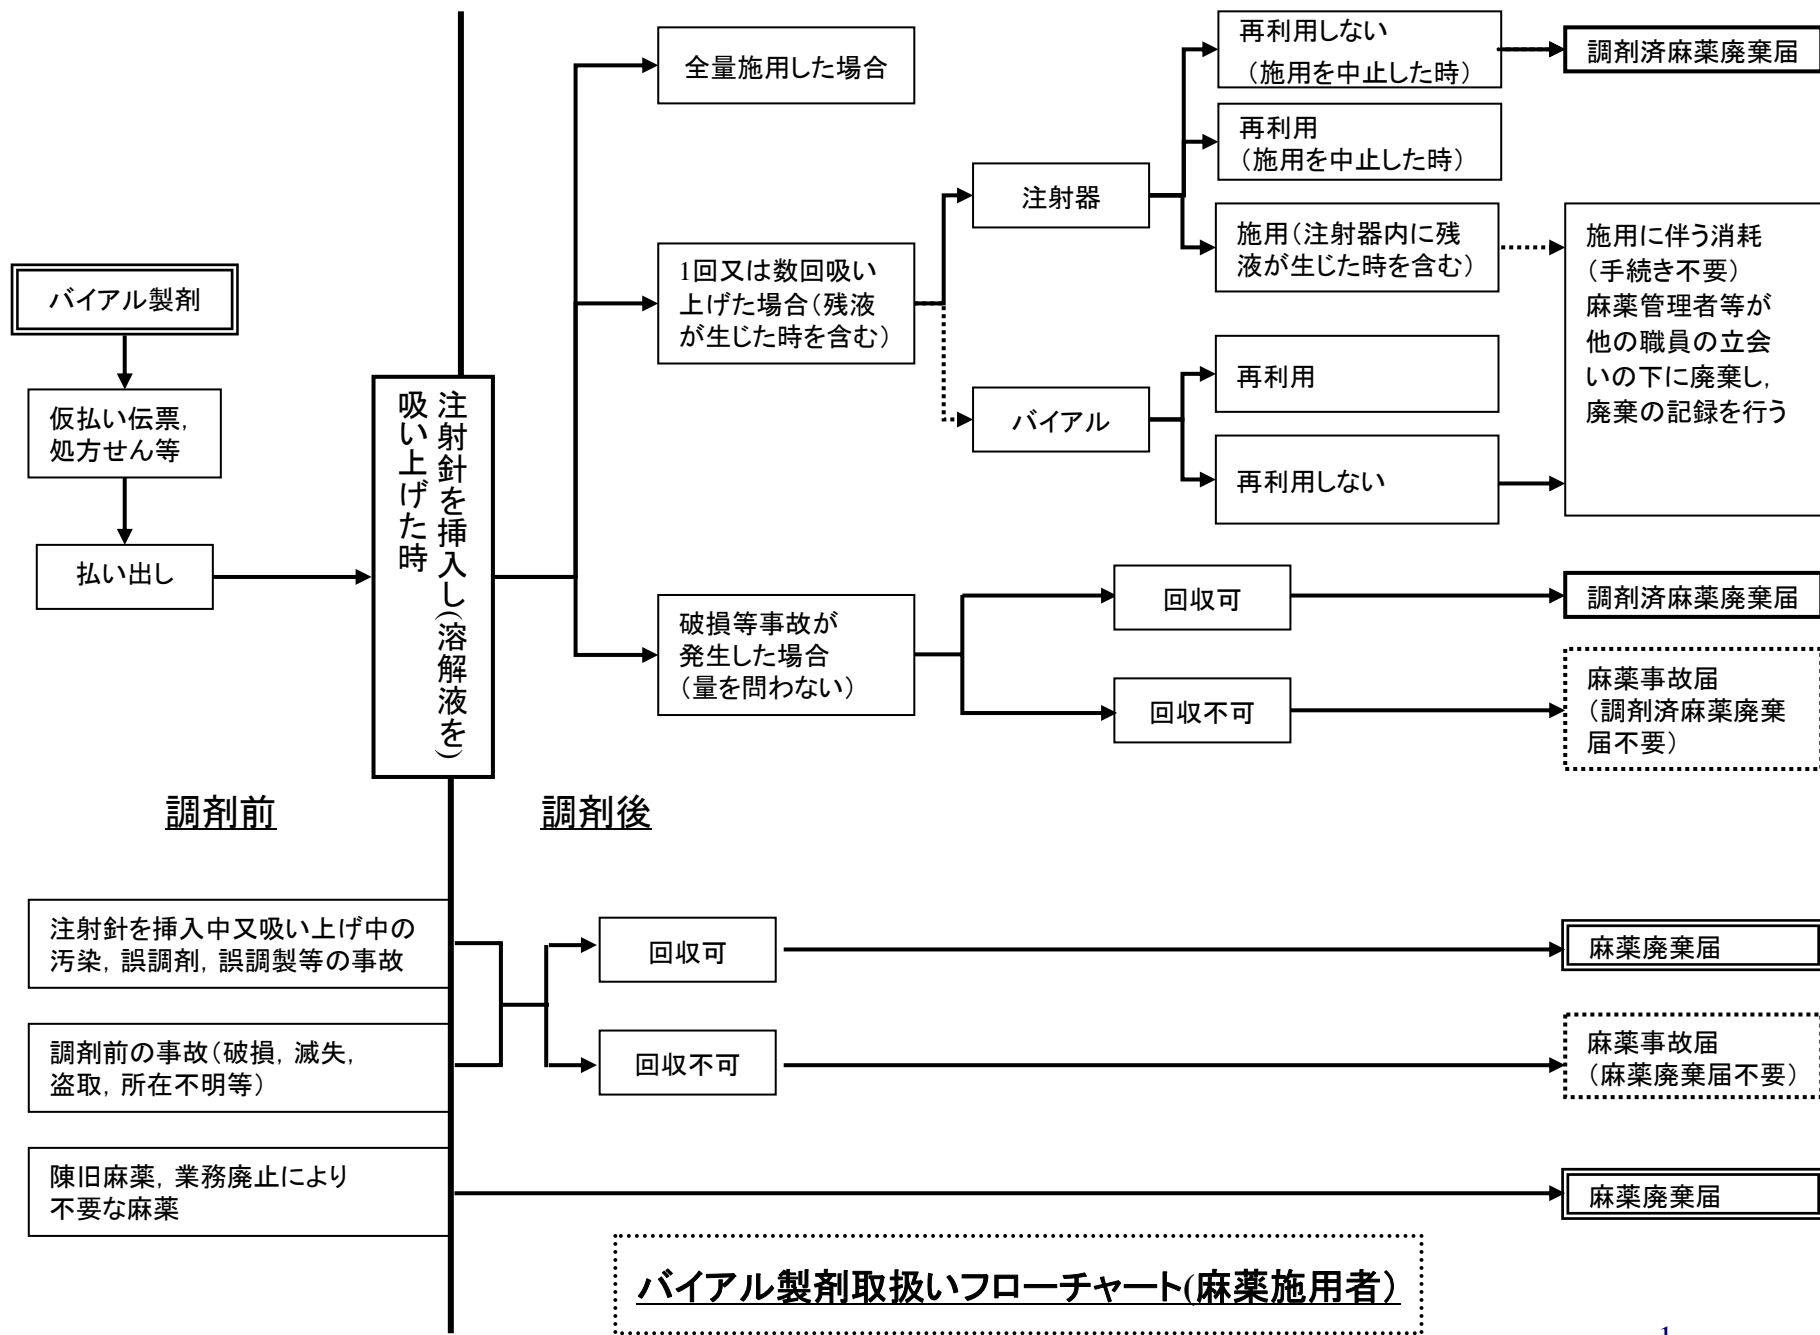 バイアル製剤
仮払い伝票,
処方せん等
払い出し
注射針を挿入し(溶解液を)
吸い上げた時
全量施用した場合
1回又は数回吸い
上げた場合(残液
が生じた時を含む)
破損等事故が
発生した場合
(量を問わない)
注射器
バイアル
再利用しない
(施用を中止した時)
再利用
(施用を中止した時)
施用(注射器内に残
液が生じた時を含む)
再利用
再利用しない
調剤済麻薬廃棄届
施用に伴う消耗
(手続き不要)
麻薬管理者等が
他の職員の立会
いの下に廃棄し,
廃棄の記録を行う
回収可
回収不可
調剤済麻薬廃棄届
麻薬事故届
(調剤済麻薬廃棄
届不要)
調剤前
調剤後
注射針を挿入中又吸い上げ中の
汚染, 誤調剤, 誤調製等の事故
調剤前の事故(破損, 滅失,
盗取, 所在不明等)
回収可
回収不可
麻薬廃棄届
麻薬事故届
(麻薬廃棄届不要)
陳旧麻薬, 業務廃止により
不要な麻薬
麻薬廃棄届
バイアル製剤取扱いフローチャート(麻薬施用者)
1